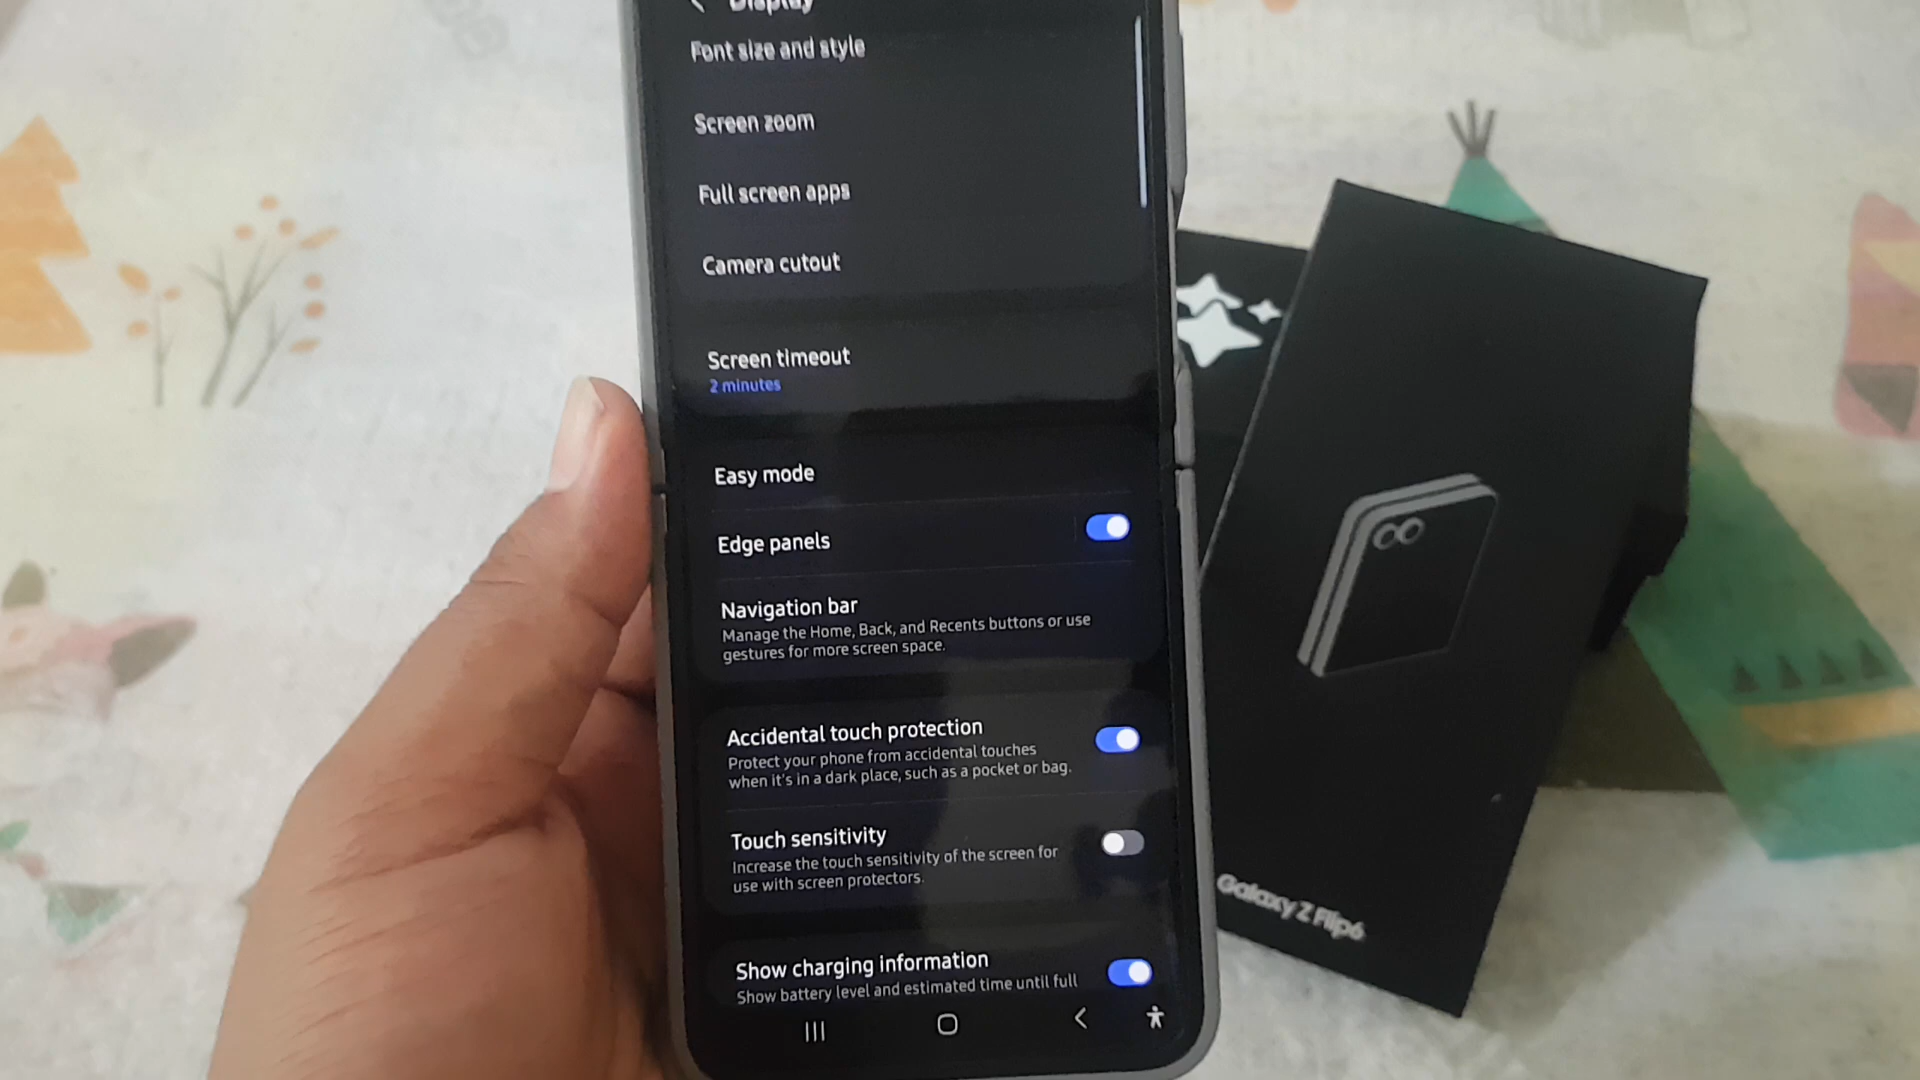 Display
Font size and style
Screen zoom
Full screen apps
Camera cutout
Screen timeout
2 minutes
Easy mode
Edge panels
Navigation bar
Manage the Home, Back, and Recents buttons or use
gestures for more screen space.
Accidental touch protection
Protect your phone from accidental touches
when it's in a dark place, such as a pocket or bag.
Touch sensitivity
Increase the touch sensitivity of the screen for
use with screen protectors.
Show charging information
Show battery level and estimated time until full
Galaxy Z Flip6